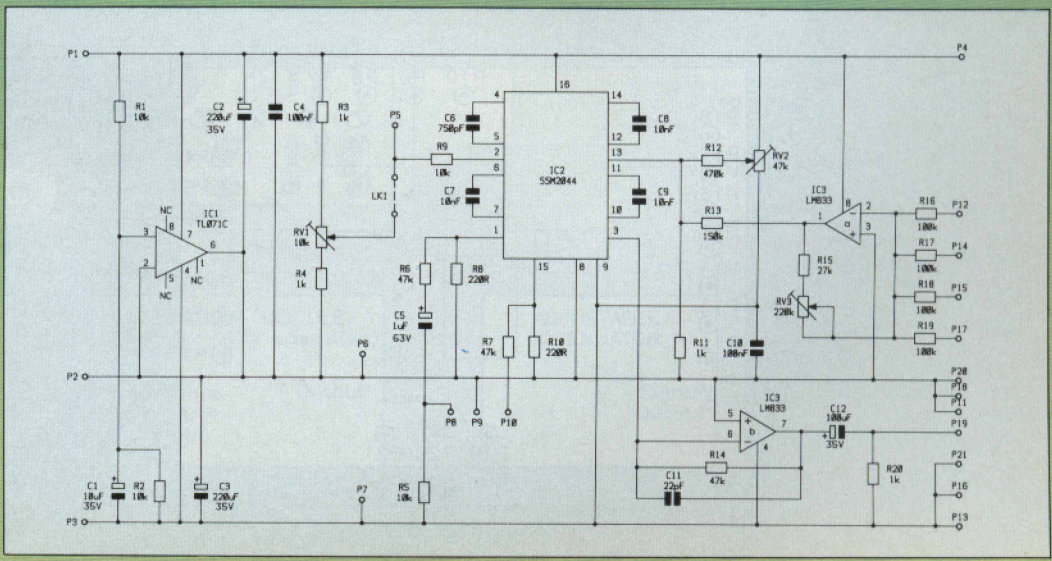 P1
P4
R1
10k
C2
220uF
35V
C4
100nF
R3
1k
P5
R9
10k
LK1
C6
750pF
4
5
2
6
C7
10nF
7
1
16
IC2
SSM2044
14
C8
10nF
12
13
11
C9
10nF
10
3
15
8
9
R12
470k
RV2
47k
R13
150k
IC3
LM833
8
1
2
a
3
R16
100k
P12
R17
100k
P14
R18
100k
P15
R19
100k
P17
R15
27k
RV3
220k
NC
IC1
TL071C
3
8
7
6
2
5
4
1
NC
NC
RV1
10k
R4
1k
R6
47k
R8
220R
C5
1uF
63V
R7
47k
R10
220R
R11
1k
C10
100nF
P6
P2
P20
P18
P11
P8
P9
P10
IC3
LM833
5
6
b
7
4
C12
100uF
35V
P19
R14
47k
C11
22pF
R20
1k
P21
P16
P13
C1
10uF
35V
R2
10k
C3
220uF
35V
P7
R5
10k
P3